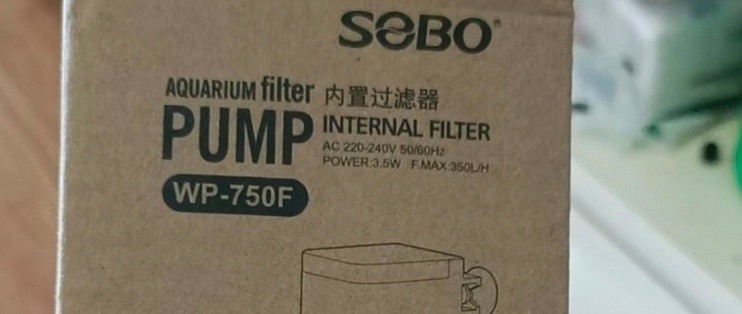 SOBO®
AQUARIUM filter 内置过滤器
PUMP INTERNAL FILTER
AC 220-240V 50/60Hz
POWER:3.5W F.MAX:350L/H
WP-750F